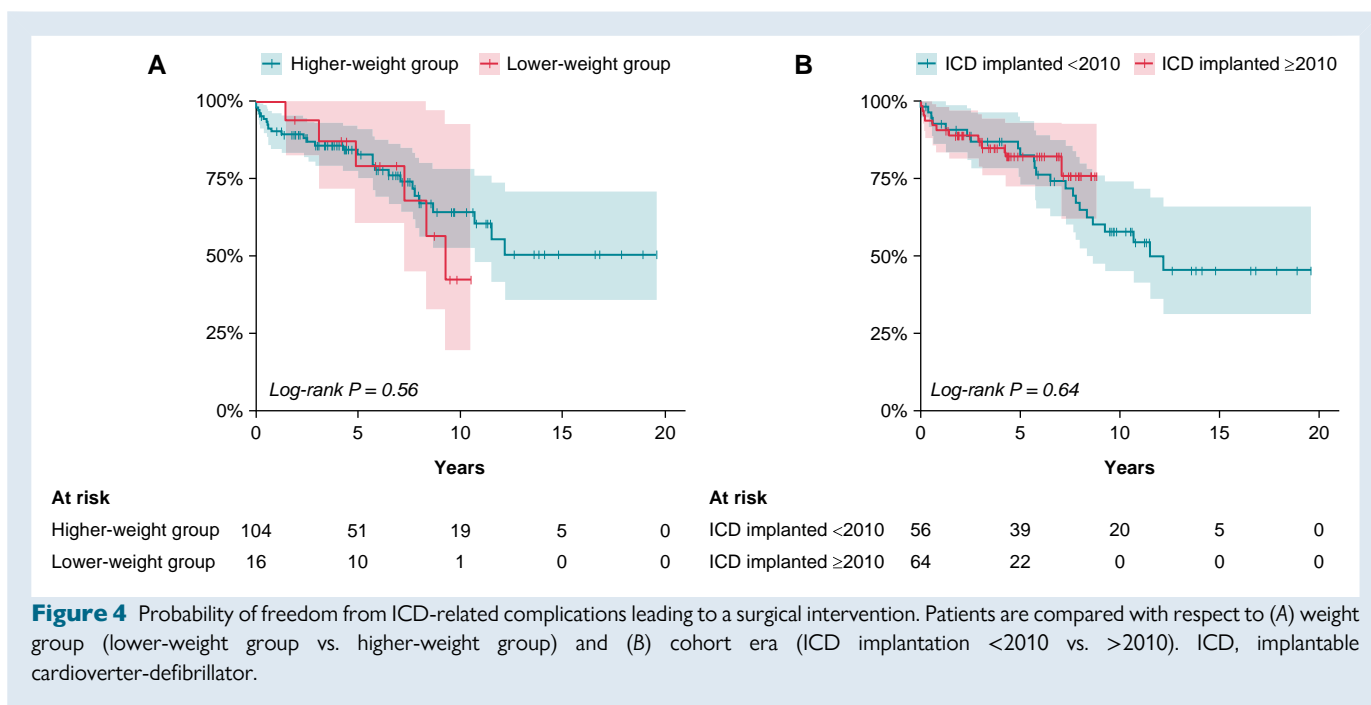 A
Higher-weight group Lower-weight group
100%
75%
50%
25%
0%
Log-rank P = 0.56
0 5 10 15 20
Years
At risk
Higher-weight group 104 51 19 5 0
Lower-weight group 16 10 1 0 0
B
ICD implanted <2010 ICD implanted ≥2010
100%
75%
50%
25%
0%
Log-rank P = 0.64
0 5 10 15 20
Years
At risk
ICD implanted <2010 56 39 20 5 0
ICD implanted ≥2010 64 22 0 0 0
Figure 4 Probability of freedom from ICD-related complications leading to a surgical intervention. Patients are compared with respect to (A) weight
group (lower-weight group vs. higher-weight group) and (B) cohort era (ICD implantation <2010 vs. >2010). ICD, implantable
cardioverter-defibrillator.